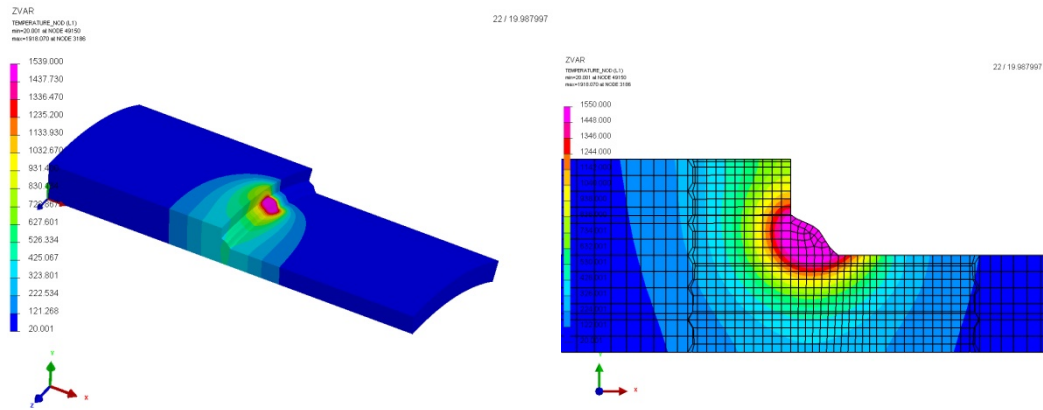 ZVAR
TEMPERATURE_NOD (L1)
min=20.001 at NODE 49150
max=1918.070 at NODE 3186
22 / 19.987997
1539.000
1437.730
1336.470
1235.200
1133.930
1032.670
931.4
830.
627.601
526.334
425.067
323.801
222.534
121.268
20.001
Y
Z
X
ZVAR
TEMPERATURE_NOD (L1)
min=20.001 at NODE 49150
max=1918.070 at NODE 3186
22 / 19.987997
1550.000
1448.000
1346.000
1244.000
Y
X